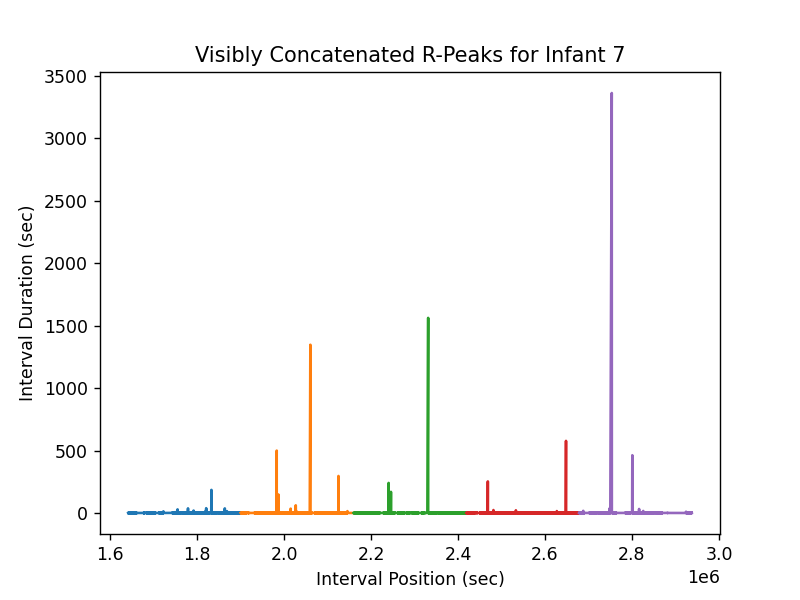 Visibly Concatenated R-Peaks for Infant 7
3500
3000
2500
2000
1500
1000
500
0
Interval Duration (sec)
1.6 1.8 2.0 2.2 2.4 2.6 2.8 3.0
1e6
Interval Position (sec)